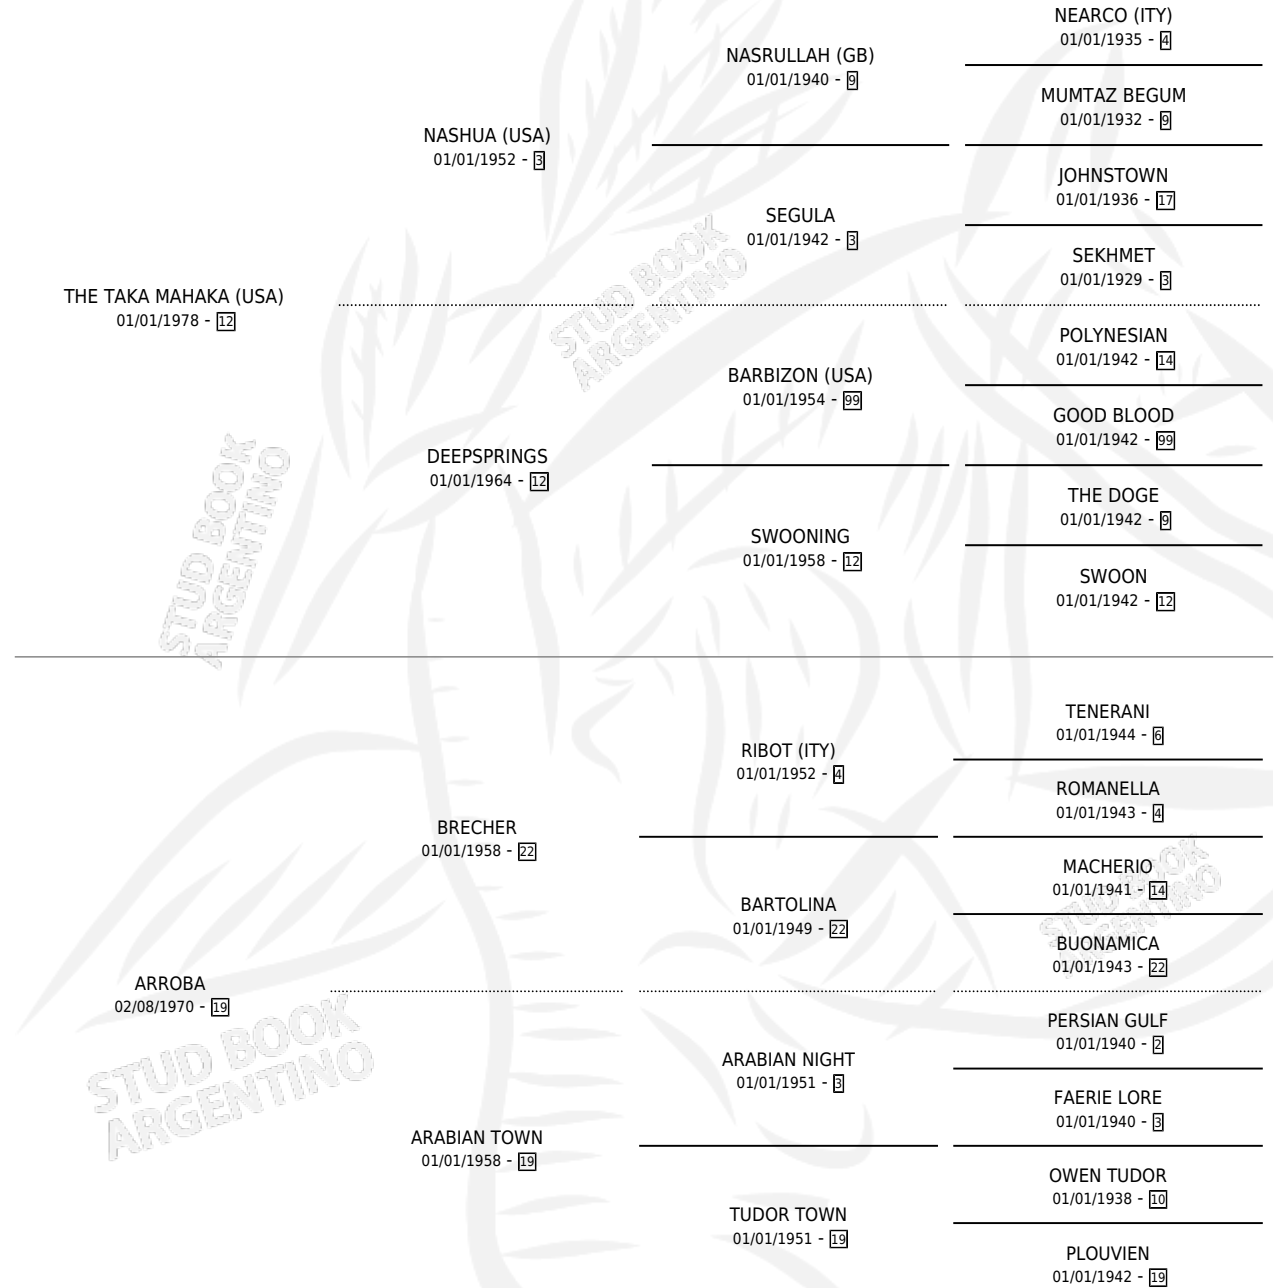 NEARCO (ITY)
01/01/1935 - 4
NASRULLAH (GB)
01/01/1940 - 9
MUMTAZ BEGUM
01/01/1932 - 9
NASHUA (USA)
01/01/1952 - 3
JOHNSTOWN
01/01/1936 - 17
SEGULA
01/01/1942 - 3
SEKHMET
01/01/1929 - 3
THE TAKA MAHAKA (USA)
01/01/1978 - 12
POLYNESIAN
01/01/1942 - 14
BARBIZON (USA)
01/01/1954 - 99
GOOD BLOOD
01/01/1942 - 99
DEEPSPRINGS
01/01/1964 - 12
THE DOGE
01/01/1942 - 9
SWOONING
01/01/1958 - 12
SWOON
01/01/1942 - 12
TENERANI
01/01/1944 - 6
RIBOT (ITY)
01/01/1952 - 4
ROMANELLA
01/01/1943 - 4
BRECHER
01/01/1958 - 22
MACHERIO
01/01/1941 - 14
BARTOLINA
01/01/1949 - 22
BUONAMICA
01/01/1943 - 22
ARROBA
02/08/1970 - 19
PERSIAN GULF
01/01/1940 - 2
ARABIAN NIGHT
01/01/1951 - 3
FAERIE LORE
01/01/1940 - 3
ARABIAN TOWN
01/01/1958 - 19
OWEN TUDOR
01/01/1938 - 10
TUDOR TOWN
01/01/1951 - 19
PLOUVIEN
01/01/1942 - 19
STUD BOOK
ARGENTINO
STUD BOOK
ARGENTINO
STUD BOOK
ARGENTINO
STUD BOOK
ARGENTINO